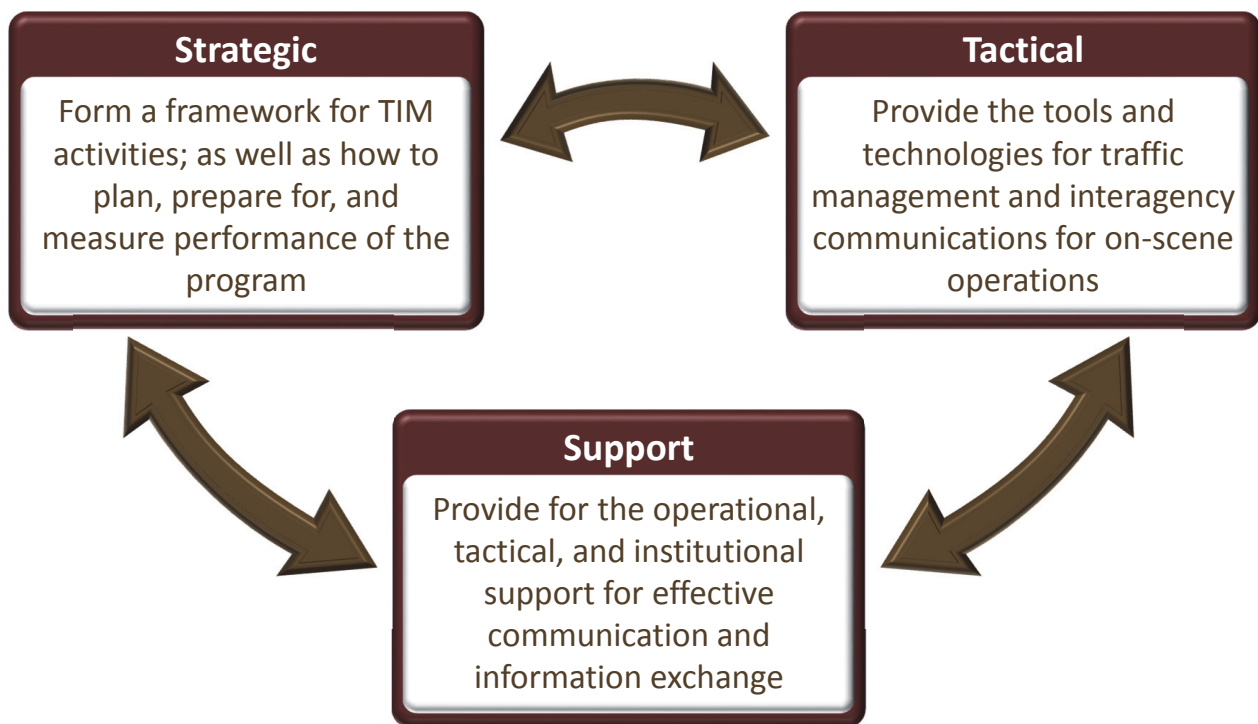 Strategic
Form a framework for TIM
activities; as well as how to
plan, prepare for, and
measure performance of the
program
Tactical
Provide the tools and
technologies for traffic
management and interagency
communications for on-scene
operations
Support
Provide for the operational,
tactical, and institutional
support for effective
communication and
information exchange